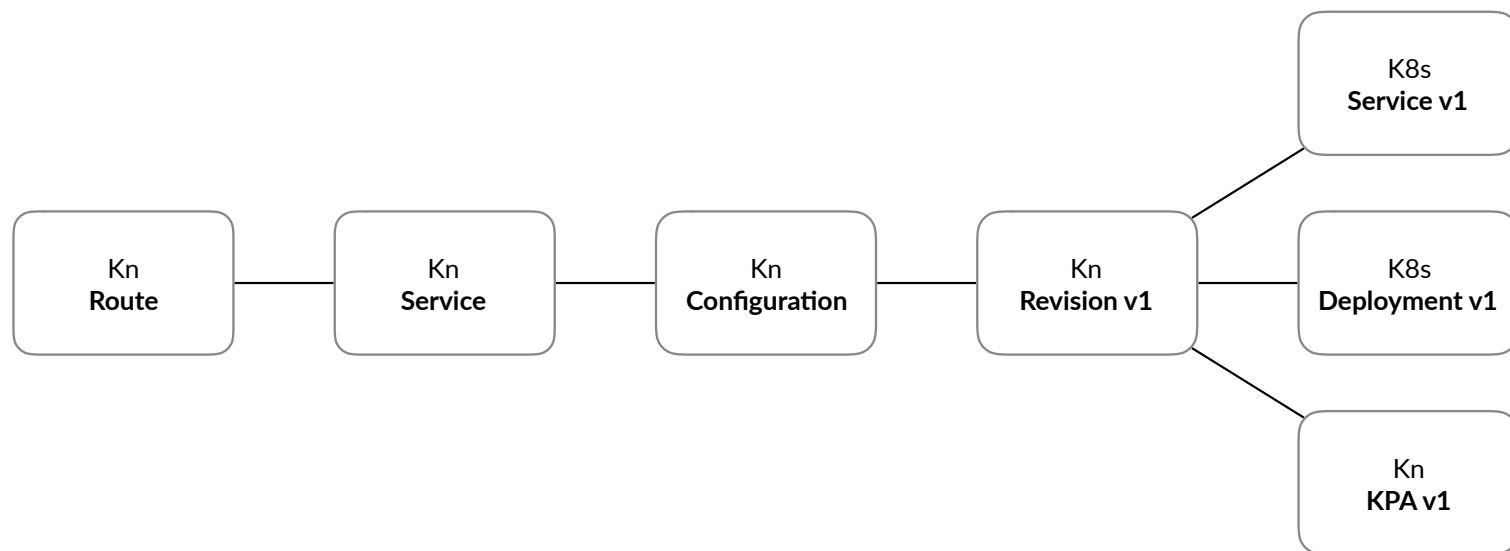 K8s
Service v1
Kn
Route
Kn
Service
Kn
Configuration
Kn
Revision v1
K8s
Deployment v1
Kn
KPA v1